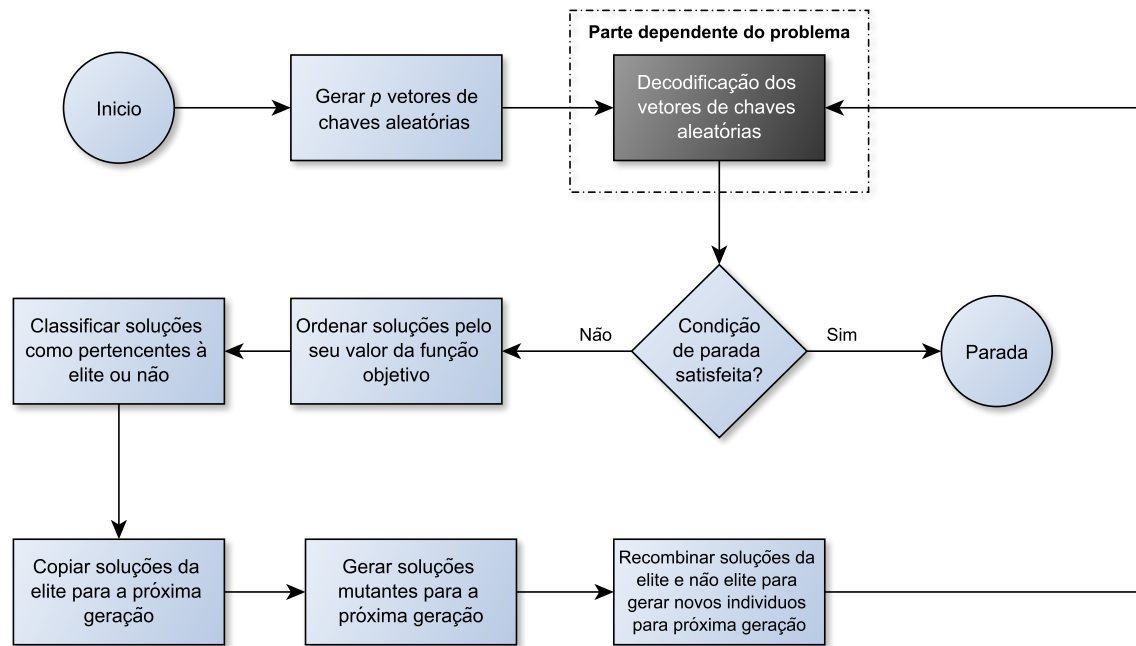 Parte dependente do problema
Inicio
Gerar p vetores de
chaves aleatórias
Decodificação dos
vetores de chaves
aleatórias
Classificar soluções
como pertencentes à
elite ou não
Ordenar soluções pelo
seu valor da função
objetivo
Não
Condição
de parada
satisfeita?
Sim
Parada
Copiar soluções da
elite para a próxima
geração
Gerar soluções
mutantes para a
próxima geração
Recombinar soluções da
elite e não elite para
gerar novos individuos
para próxima geração